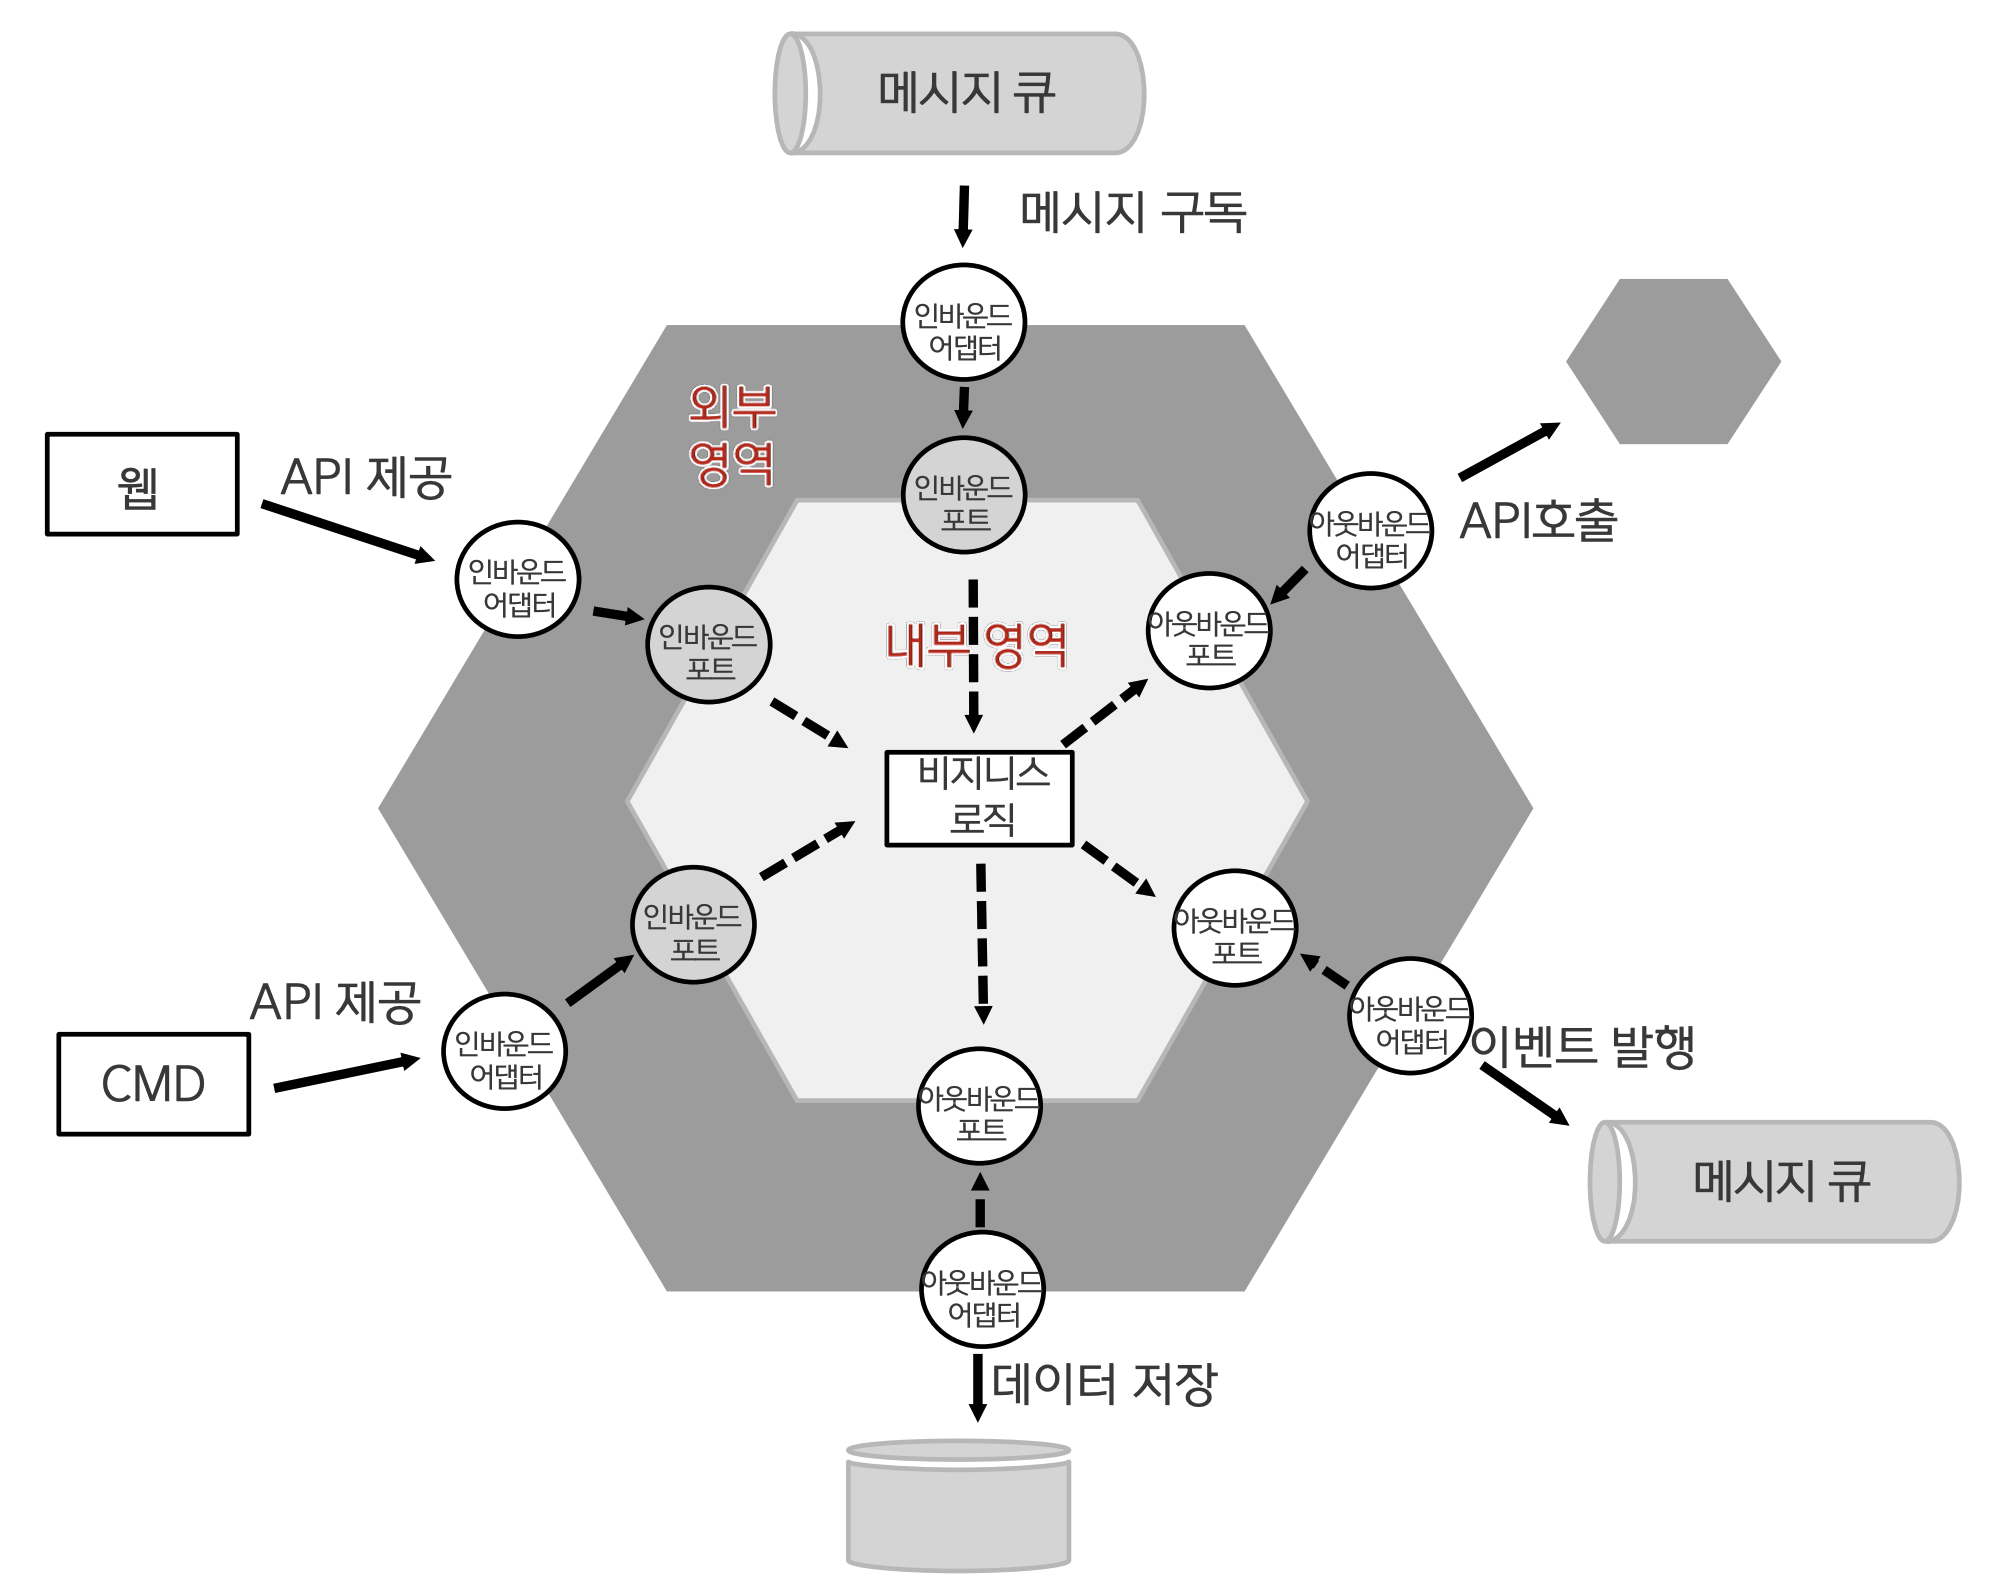 메시지 큐
메시지 구독
인바운드
어댑터
외부
영역
인바운드
포트
웹
API 제공
인바운드
어댑터
인바운드
포트
내부 영역
아웃바운드
포트
아웃바운드
어댑터
API호출
비지니스
로직
인바운드
포트
아웃바운드
포트
API 제공
CMD
인바운드
어댑터
아웃바운드
어댑터
이벤트 발행
아웃바운드
포트
메시지 큐
아웃바운드
어댑터
데이터 저장